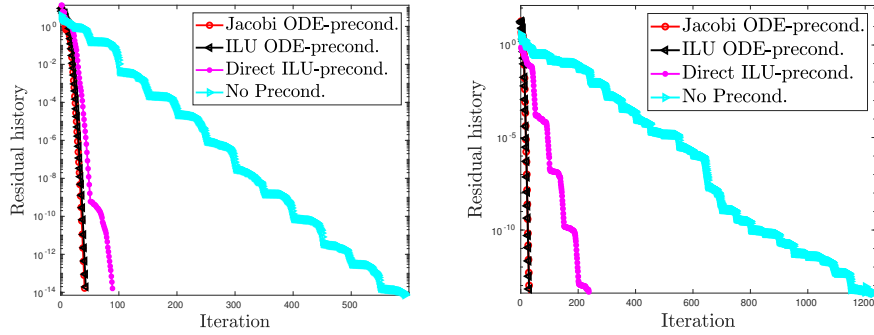 10^0
10^-2
10^-4
10^-6
10^-8
10^-10
10^-12
10^-14
Residual history
Jacobi ODE-precond.
ILU ODE-precond.
Direct ILU-precond.
No Precond.
0 100 200 300 400 500
Iteration
10^0
10^-5
10^-10
Residual history
Jacobi ODE-precond.
ILU ODE-precond.
Direct ILU-precond.
No Precond.
0 200 400 600 800 1000 1200
Iteration